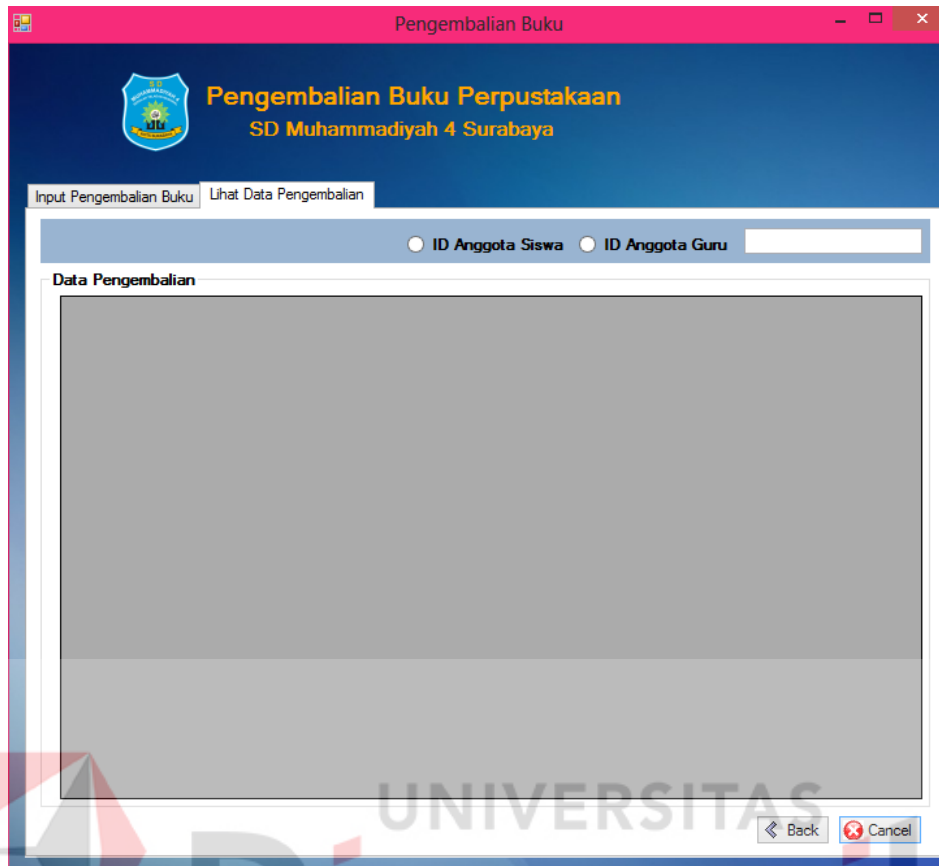 Pengembalian Buku
Pengembalian Buku Perpustakaan
SD Muhammadiyah 4 Surabaya
Input Pengembalian Buku Lihat Data Pengembalian
ID Anggota Siswa ID Anggota Guru
Data Pengembalian
UNIVERSITAS
Back Cancel